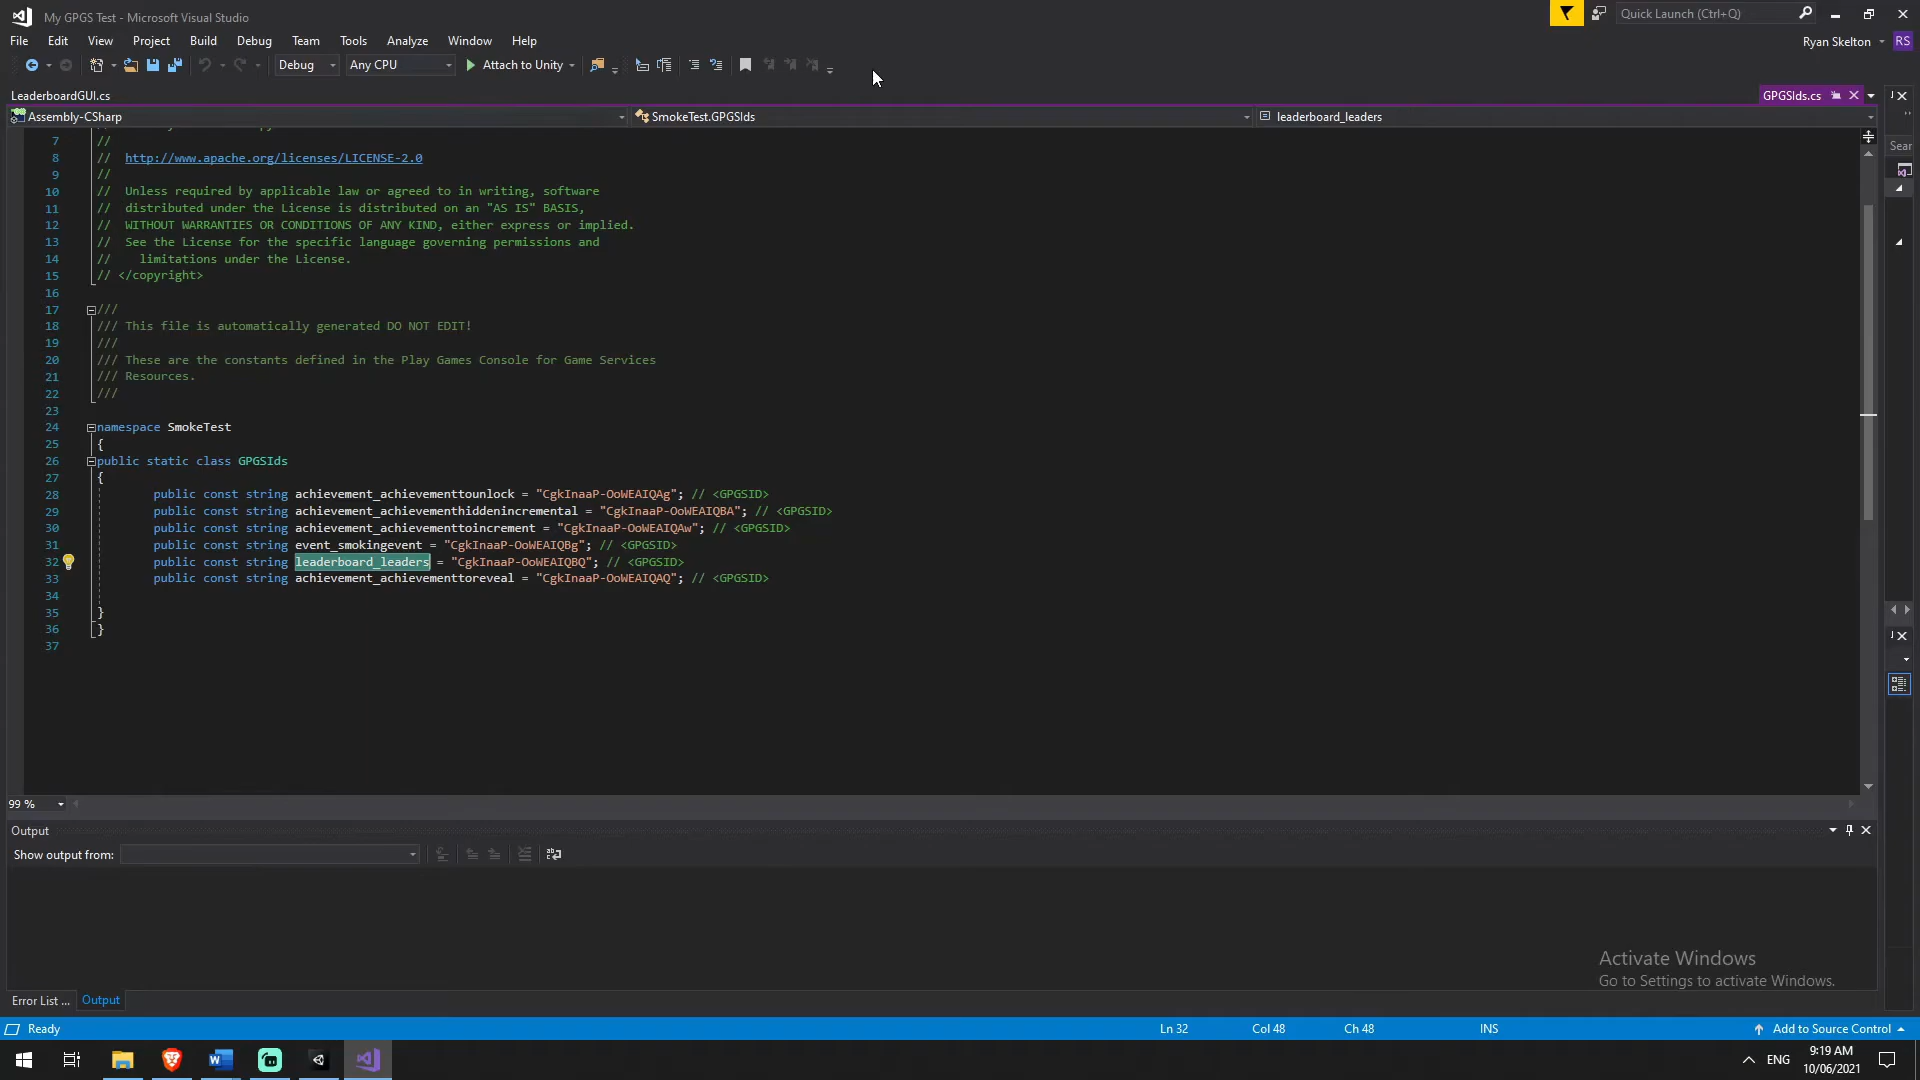 My GPGS Test - Microsoft Visual Studio
Quick Launch (Ctrl+Q)
File Edit View Project Build Debug Team Tools Analyze Window Help
Ryan Skelton RS
Debug Any CPU Attach to Unity
LeaderboardGUI.cs
GPGSIds.cs
Assembly-CSharp
SmokeTest.GPGSIds
leaderboard_leaders
Sear
7 //
8 // http://www.apache.org/licenses/LICENSE-2.0
9 //
10 // Unless required by applicable law or agreed to in writing, software
11 // distributed under the License is distributed on an "AS IS" BASIS,
12 // WITHOUT WARRANTIES OR CONDITIONS OF ANY KIND, either express or implied.
13 // See the License for the specific language governing permissions and
14 // limitations under the License.
15 // </copyright>
16
17 ///
18 /// This file is automatically generated DO NOT EDIT!
19 ///
20 /// These are the constants defined in the Play Games Console for Game Services
21 /// Resources.
22 ///
23
24 namespace SmokeTest
25 {
26 public static class GPGSIds
27 {
28 public const string achievement_achievementtounlock = "CgkInaaP-OoWEAIQAg"; // <GPGSID>
29 public const string achievement_achievementhiddenincremental = "CgkInaaP-OoWEAIQBA"; // <GPGSID>
30 public const string achievement_achievementtoincrement = "CgkInaaP-OoWEAIQAw"; // <GPGSID>
31 public const string event_smokingevent = "CgkInaaP-OoWEAIQBg"; // <GPGSID>
32 public const string leaderboard_leaders = "CgkInaaP-OoWEAIQBQ"; // <GPGSID>
33 public const string achievement_achievementtoreveal = "CgkInaaP-OoWEAIQAQ"; // <GPGSID>
34
35 }
36 }
37
99 %
Output
Show output from:
Activate Windows
Go to Settings to activate Windows.
Error List ... Output
Ready
Ln 32 Col 48 Ch 48 INS
Add to Source Control
ENG
9:19 AM
10/06/2021